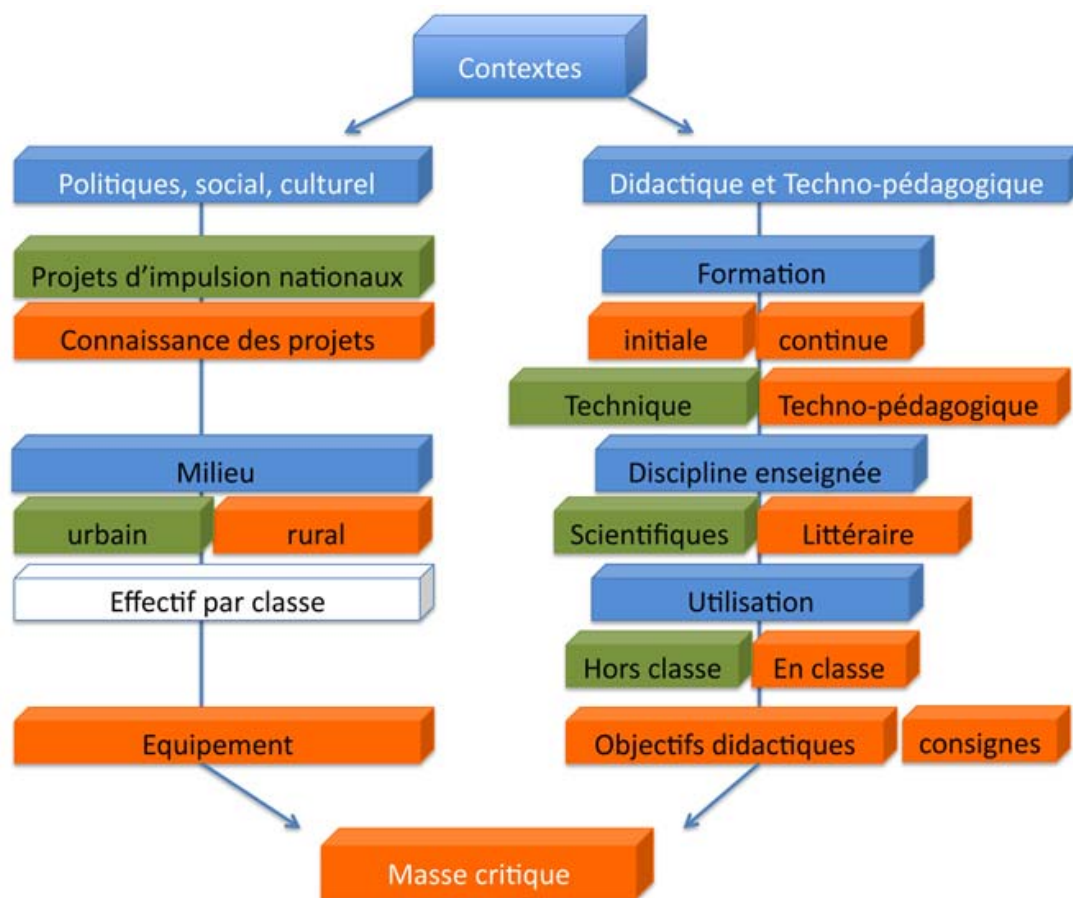 Contextes
Politiques, social, culturel
Projets d’impulsion nationaux
Connaissance des projets
Milieu
urbain
rural
Effectif par classe
Equipement
Didactique et Techno-pédagogique
Formation
initiale
continue
Technique
Techno-pédagogique
Discipline enseignée
Scientifiques
Littéraire
Utilisation
Hors classe
En classe
Objectifs didactiques
consignes
Masse critique